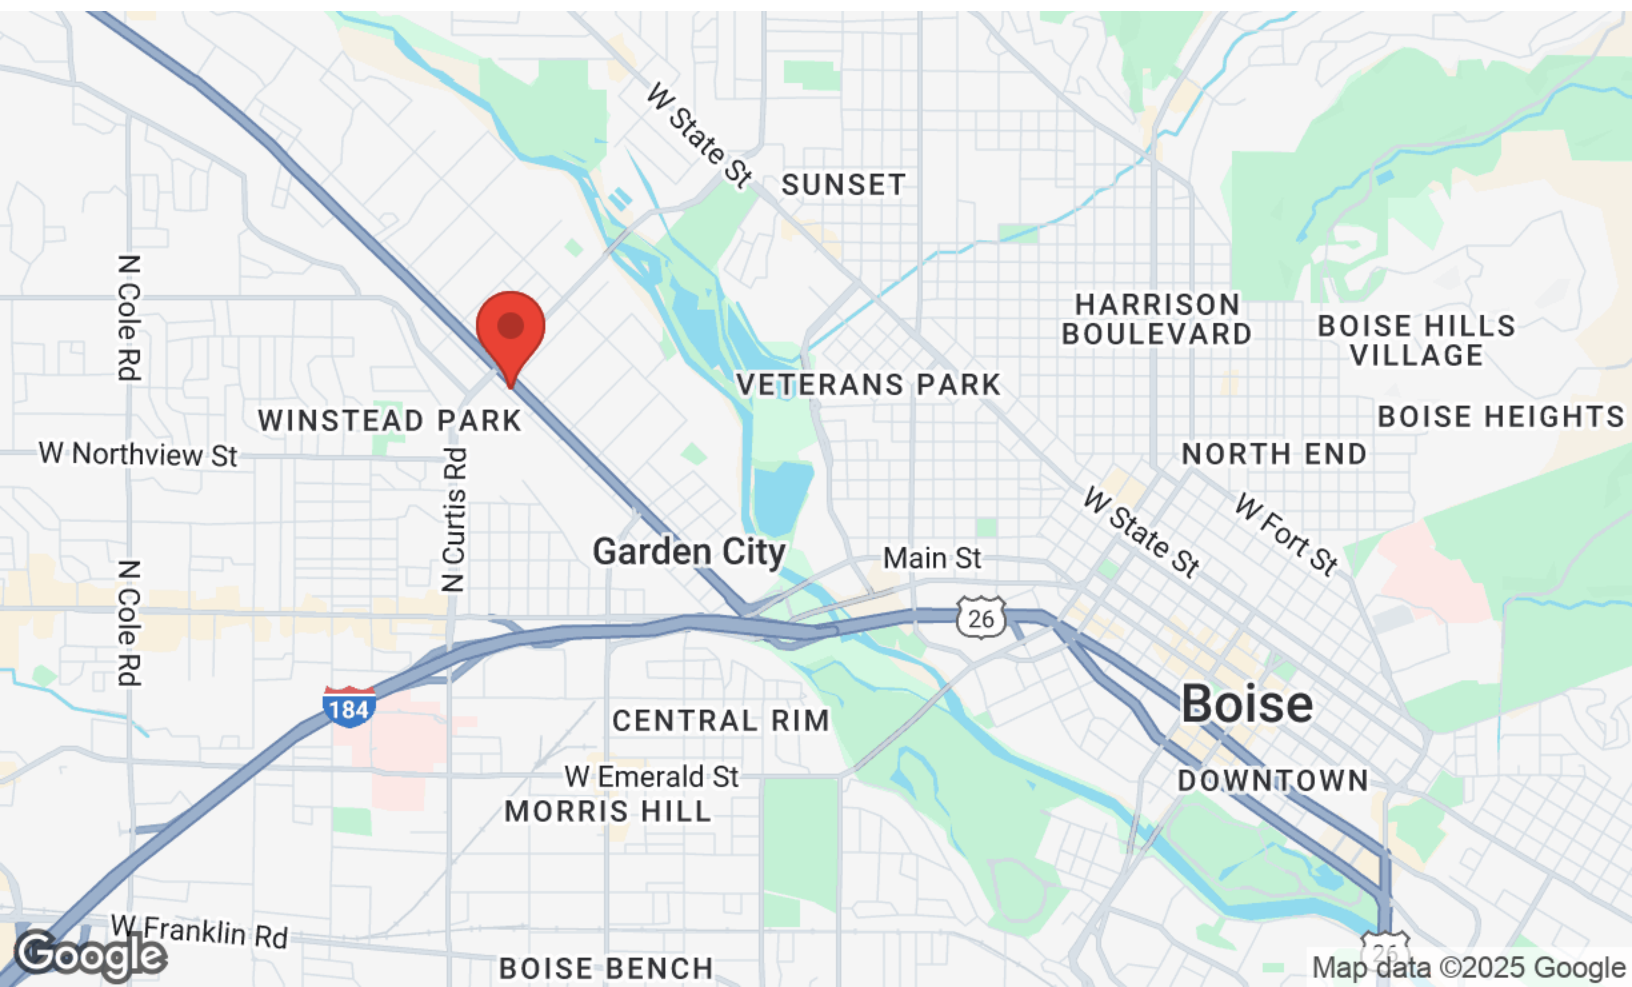 W State St
SUNSET
N Cole Rd
HARRISON
BOULEVARD
BOISE HILLS
VILLAGE
VETERANS PARK
WINSTEAD PARK
BOISE HEIGHTS
W Northview St
NORTH END
N Curtis Rd
W State St
W Fort St
Garden City
Main St
26
N Cole Rd
184
Boise
CENTRAL RIM
W Emerald St
DOWNTOWN
MORRIS HILL
W Franklin Rd
26
Google
BOISE BENCH
Map data ©2025 Google